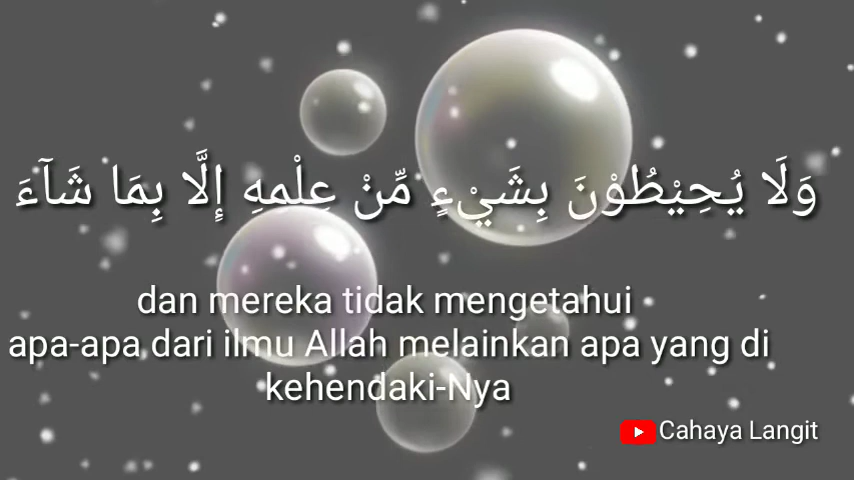 وَلَا يُحِيْطُوْنَ بِشَيْءٍ مِّنْ عِلْمِهِ إِلَّا بِمَا شَآءَ
dan mereka tidak mengetahui
apa-apa dari ilmu Allah melainkan apa yang di
kehendaki-Nya
Cahaya Langit